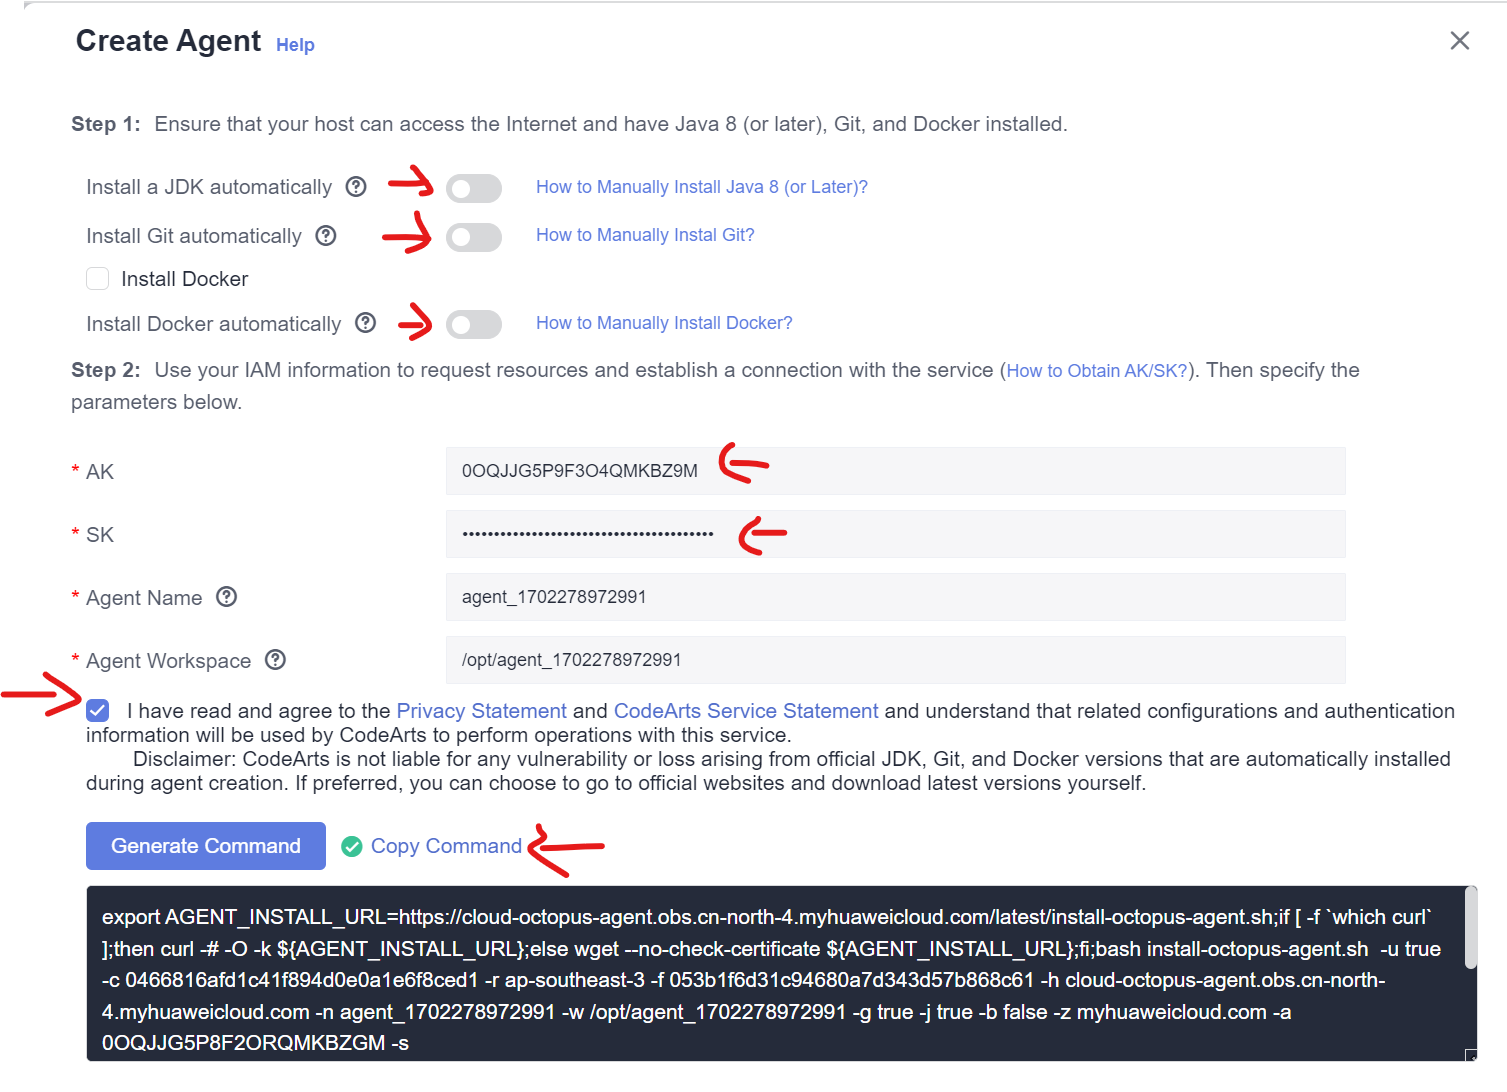 Create Agent Help
Step 1: Ensure that your host can access the Internet and have Java 8 (or later), Git, and Docker installed.
Install a JDK automatically ? How to Manually Install Java 8 (or Later)?
Install Git automatically ? How to Manually Instal Git?
Install Docker
Install Docker automatically ? How to Manually Install Docker?
Step 2: Use your IAM information to request resources and establish a connection with the service (How to Obtain AK/SK?). Then specify the
parameters below.
* AK 0OQJJG5P9F3O4QMKBZ9M
* SK ••••••••••••••••••••••••••••••••••••••••
* Agent Name ? agent_1702278972991
* Agent Workspace ? /opt/agent_1702278972991
I have read and agree to the Privacy Statement and CodeArts Service Statement and understand that related configurations and authentication
information will be used by CodeArts to perform operations with this service.
Disclaimer: CodeArts is not liable for any vulnerability or loss arising from official JDK, Git, and Docker versions that are automatically installed
during agent creation. If preferred, you can choose to go to official websites and download latest versions yourself.
Generate Command Copy Command
export AGENT_INSTALL_URL=https://cloud-octopus-agent.obs.cn-north-4.myhuaweicloud.com/latest/install-octopus-agent.sh;if [ -f `which curl`
];then curl -# -O -k ${AGENT_INSTALL_URL};else wget --no-check-certificate ${AGENT_INSTALL_URL};fi;bash install-octopus-agent.sh -u true
-c 0466816afd1c41f894d0e0a1e6f8ced1 -r ap-southeast-3 -f 053b1f6d31c94680a7d343d57b868c61 -h cloud-octopus-agent.obs.cn-north-
4.myhuaweicloud.com -n agent_1702278972991 -w /opt/agent_1702278972991 -g true -j true -b false -z myhuaweicloud.com -a
0OQJJG5P8F2ORQMKBZGM -s